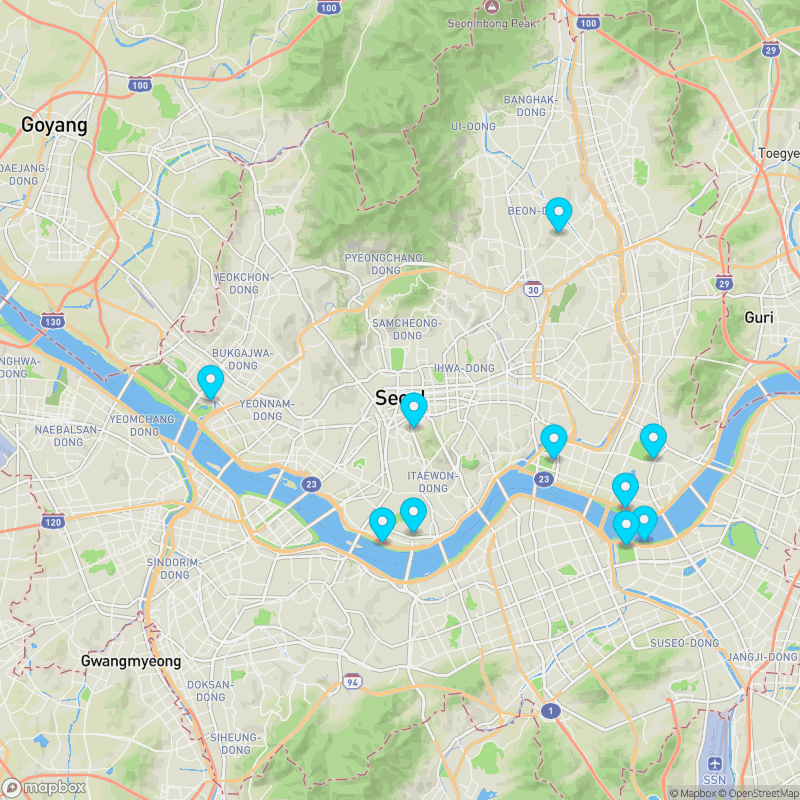 100
Seoninbong Peak
100
29
100
BANGHAK-
DONG
UI-DONG
Goyang
Toegye
DAEJANG-
DONG
BEON-D
PYEONGCHANG-
DONG
YEOKCHON-
DONG
30
29
Guri
130
SAMCHEONG-
DONG
BUKGAJWA-
DONG
IHWA-DONG
NGHWA-
DONG
Se
l
YEONNAM-
DONG
YEOMCHANG-
DONG
NAEBALSAN-
DONG
ITAEWON-
DONG
23
23
120
SINDORIM-
DONG
SUSEO-DONG
JANGJI-DONG
Gwangmyeong
DOKSAN-
DONG
94
1
SIHEUNG-
DONG
SSN
mapbox
© Mapbox © OpenStreetMap